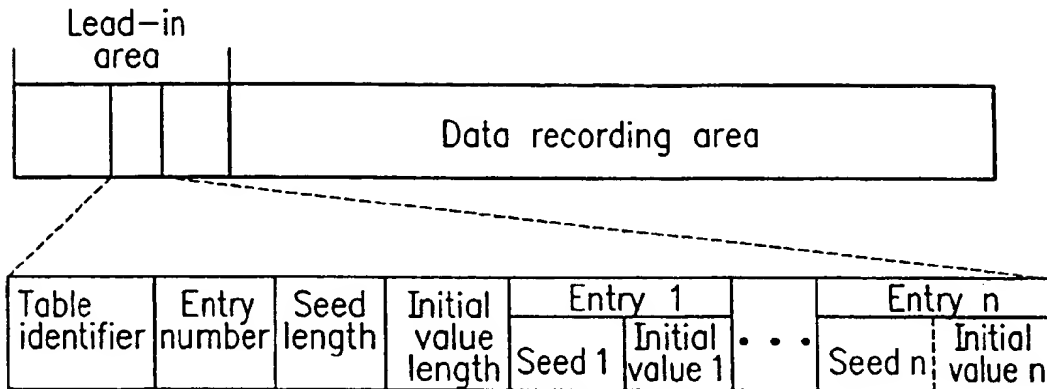 Lead-in
area
Data recording area
Table
identifier
Entry
number
Seed
length
Initial
value
length
Entry 1
Seed 1
Initial
value 1
• • •
Entry n
Seed n
Initial
value n